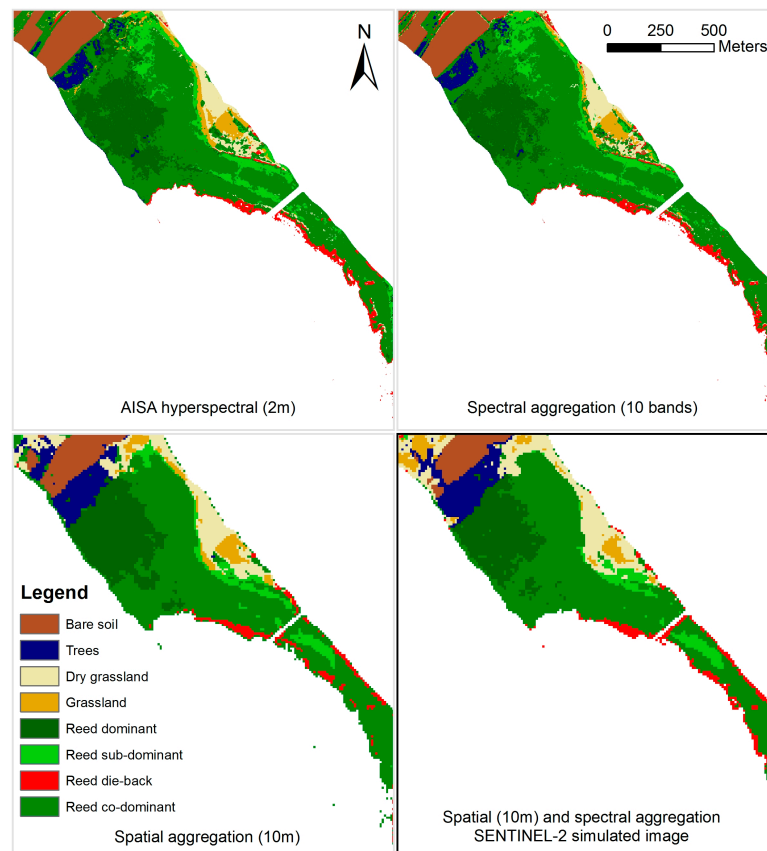 N
0 250 500
Meters
AISA hyperspectral (2m)
Spectral aggregation (10 bands)
Legend
Bare soil
Trees
Dry grassland
Grassland
Reed dominant
Reed sub-dominant
Reed die-back
Reed co-dominant
Spatial aggregation (10m)
Spatial (10m) and spectral aggregation
SENTINEL-2 simulated image